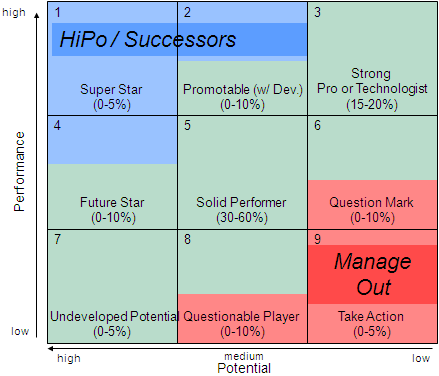 high
1
2
3
HiPo / Successors
Super Star
(0-5%)
Promotable (w/ Dev.)
(0-10%)
Strong
Pro or Technologist
(15-20%)
Performance
4
5
6
Future Star
(0-10%)
Solid Performer
(30-60%)
Question Mark
(0-10%)
7
8
9
Manage
Out
Undeveloped Potential
(0-5%)
Questionable Player
(0-10%)
Take Action
(0-5%)
low
high
medium
low
Potential